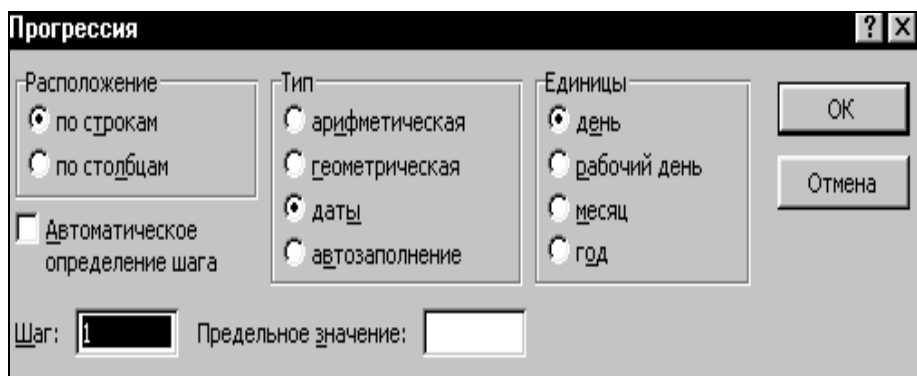 Прогрессия
Расположение
по строкам
по столбцам
Автоматическое
определение шага
Тип
арифметическая
геометрическая
даты
автозаполнение
Единицы
день
рабочий день
месяц
год
ОК
Отмена
Шаг: 1 Предельное значение: